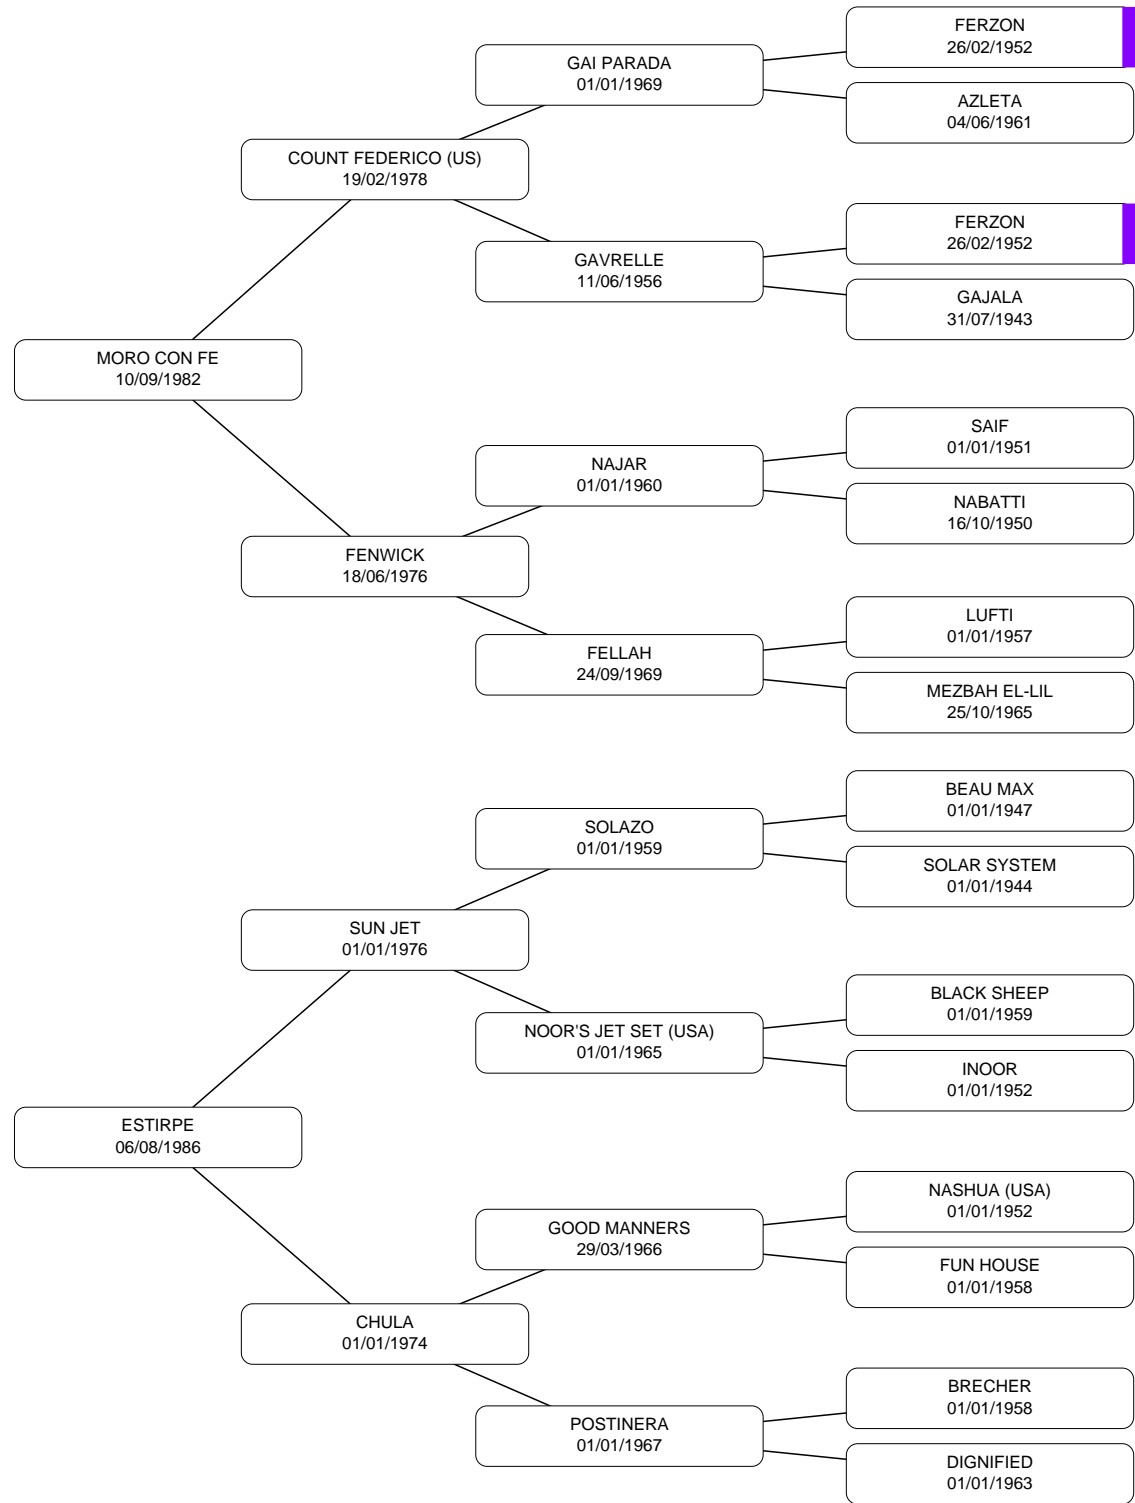 FERZON
26/02/1952
GAI PARADA
01/01/1969
AZLETA
04/06/1961
COUNT FEDERICO (US)
19/02/1978
FERZON
26/02/1952
GAVRELLE
11/06/1956
GAJALA
31/07/1943
MORO CON FE
10/09/1982
SAIF
01/01/1951
NAJAR
01/01/1960
NABATTI
16/10/1950
FENWICK
18/06/1976
LUFTI
01/01/1957
FELLAH
24/09/1969
MEZBAH EL-LIL
25/10/1965
BEAU MAX
01/01/1947
SOLAZO
01/01/1959
SOLAR SYSTEM
01/01/1944
SUN JET
01/01/1976
BLACK SHEEP
01/01/1959
NOOR'S JET SET (USA)
01/01/1965
INOOR
01/01/1952
ESTIRPE
06/08/1986
NASHUA (USA)
01/01/1952
GOOD MANNERS
29/03/1966
FUN HOUSE
01/01/1958
CHULA
01/01/1974
BRECHER
01/01/1958
POSTINERA
01/01/1967
DIGNIFIED
01/01/1963